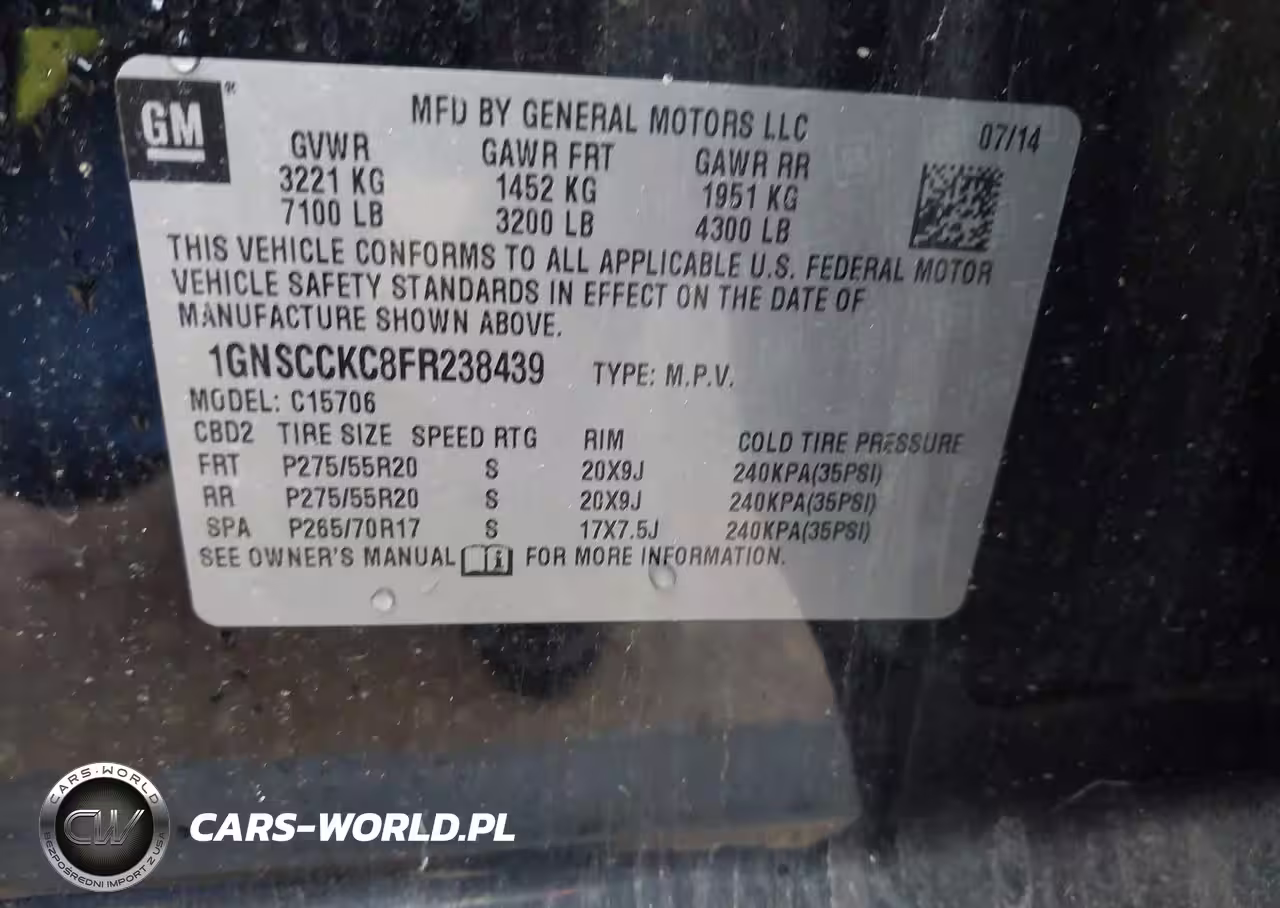 GM®
MFD BY GENERAL MOTORS LLC
07/14
GVWR GAWR FRT GAWR RR
3221 KG 1452 KG 1951 KG
7100 LB 3200 LB 4300 LB
THIS VEHICLE CONFORMS TO ALL APPLICABLE U.S. FEDERAL MOTOR
VEHICLE SAFETY STANDARDS IN EFFECT ON THE DATE OF
MANUFACTURE SHOWN ABOVE.
1GNSCCKC8FR238439 TYPE: M.P.V.
MODEL: C15706
CBD2 TIRE SIZE SPEED RTG RIM COLD TIRE PRESSURE
FRT P275/55R20 S 20X9J 240KPA(35PSI)
RR P275/55R20 S 20X9J 240KPA(35PSI)
SPA P265/70R17 S 17X7.5J 240KPA(35PSI)
SEE OWNER'S MANUAL i FOR MORE INFORMATION.
CARS-WORLD
CW
BEZPOŚREDNI IMPORT Z USA
CARS-WORLD.PL